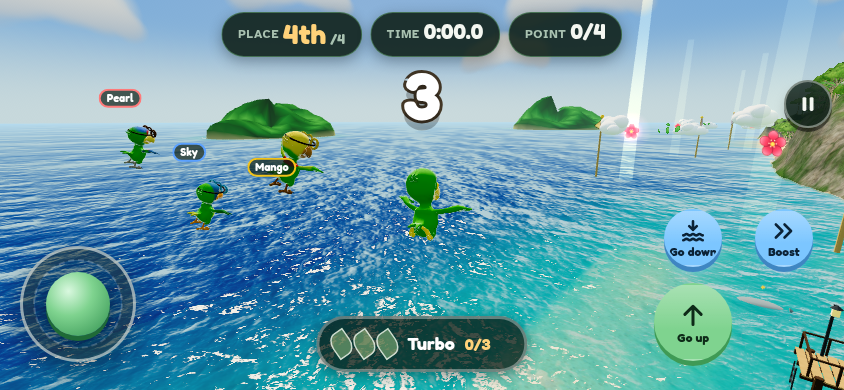 PLACE 4th /4
TIME 0:00.0
POINT 0/4
3
Pearl
Sky
Mango
Go down
Boost
Go up
Turbo 0/3